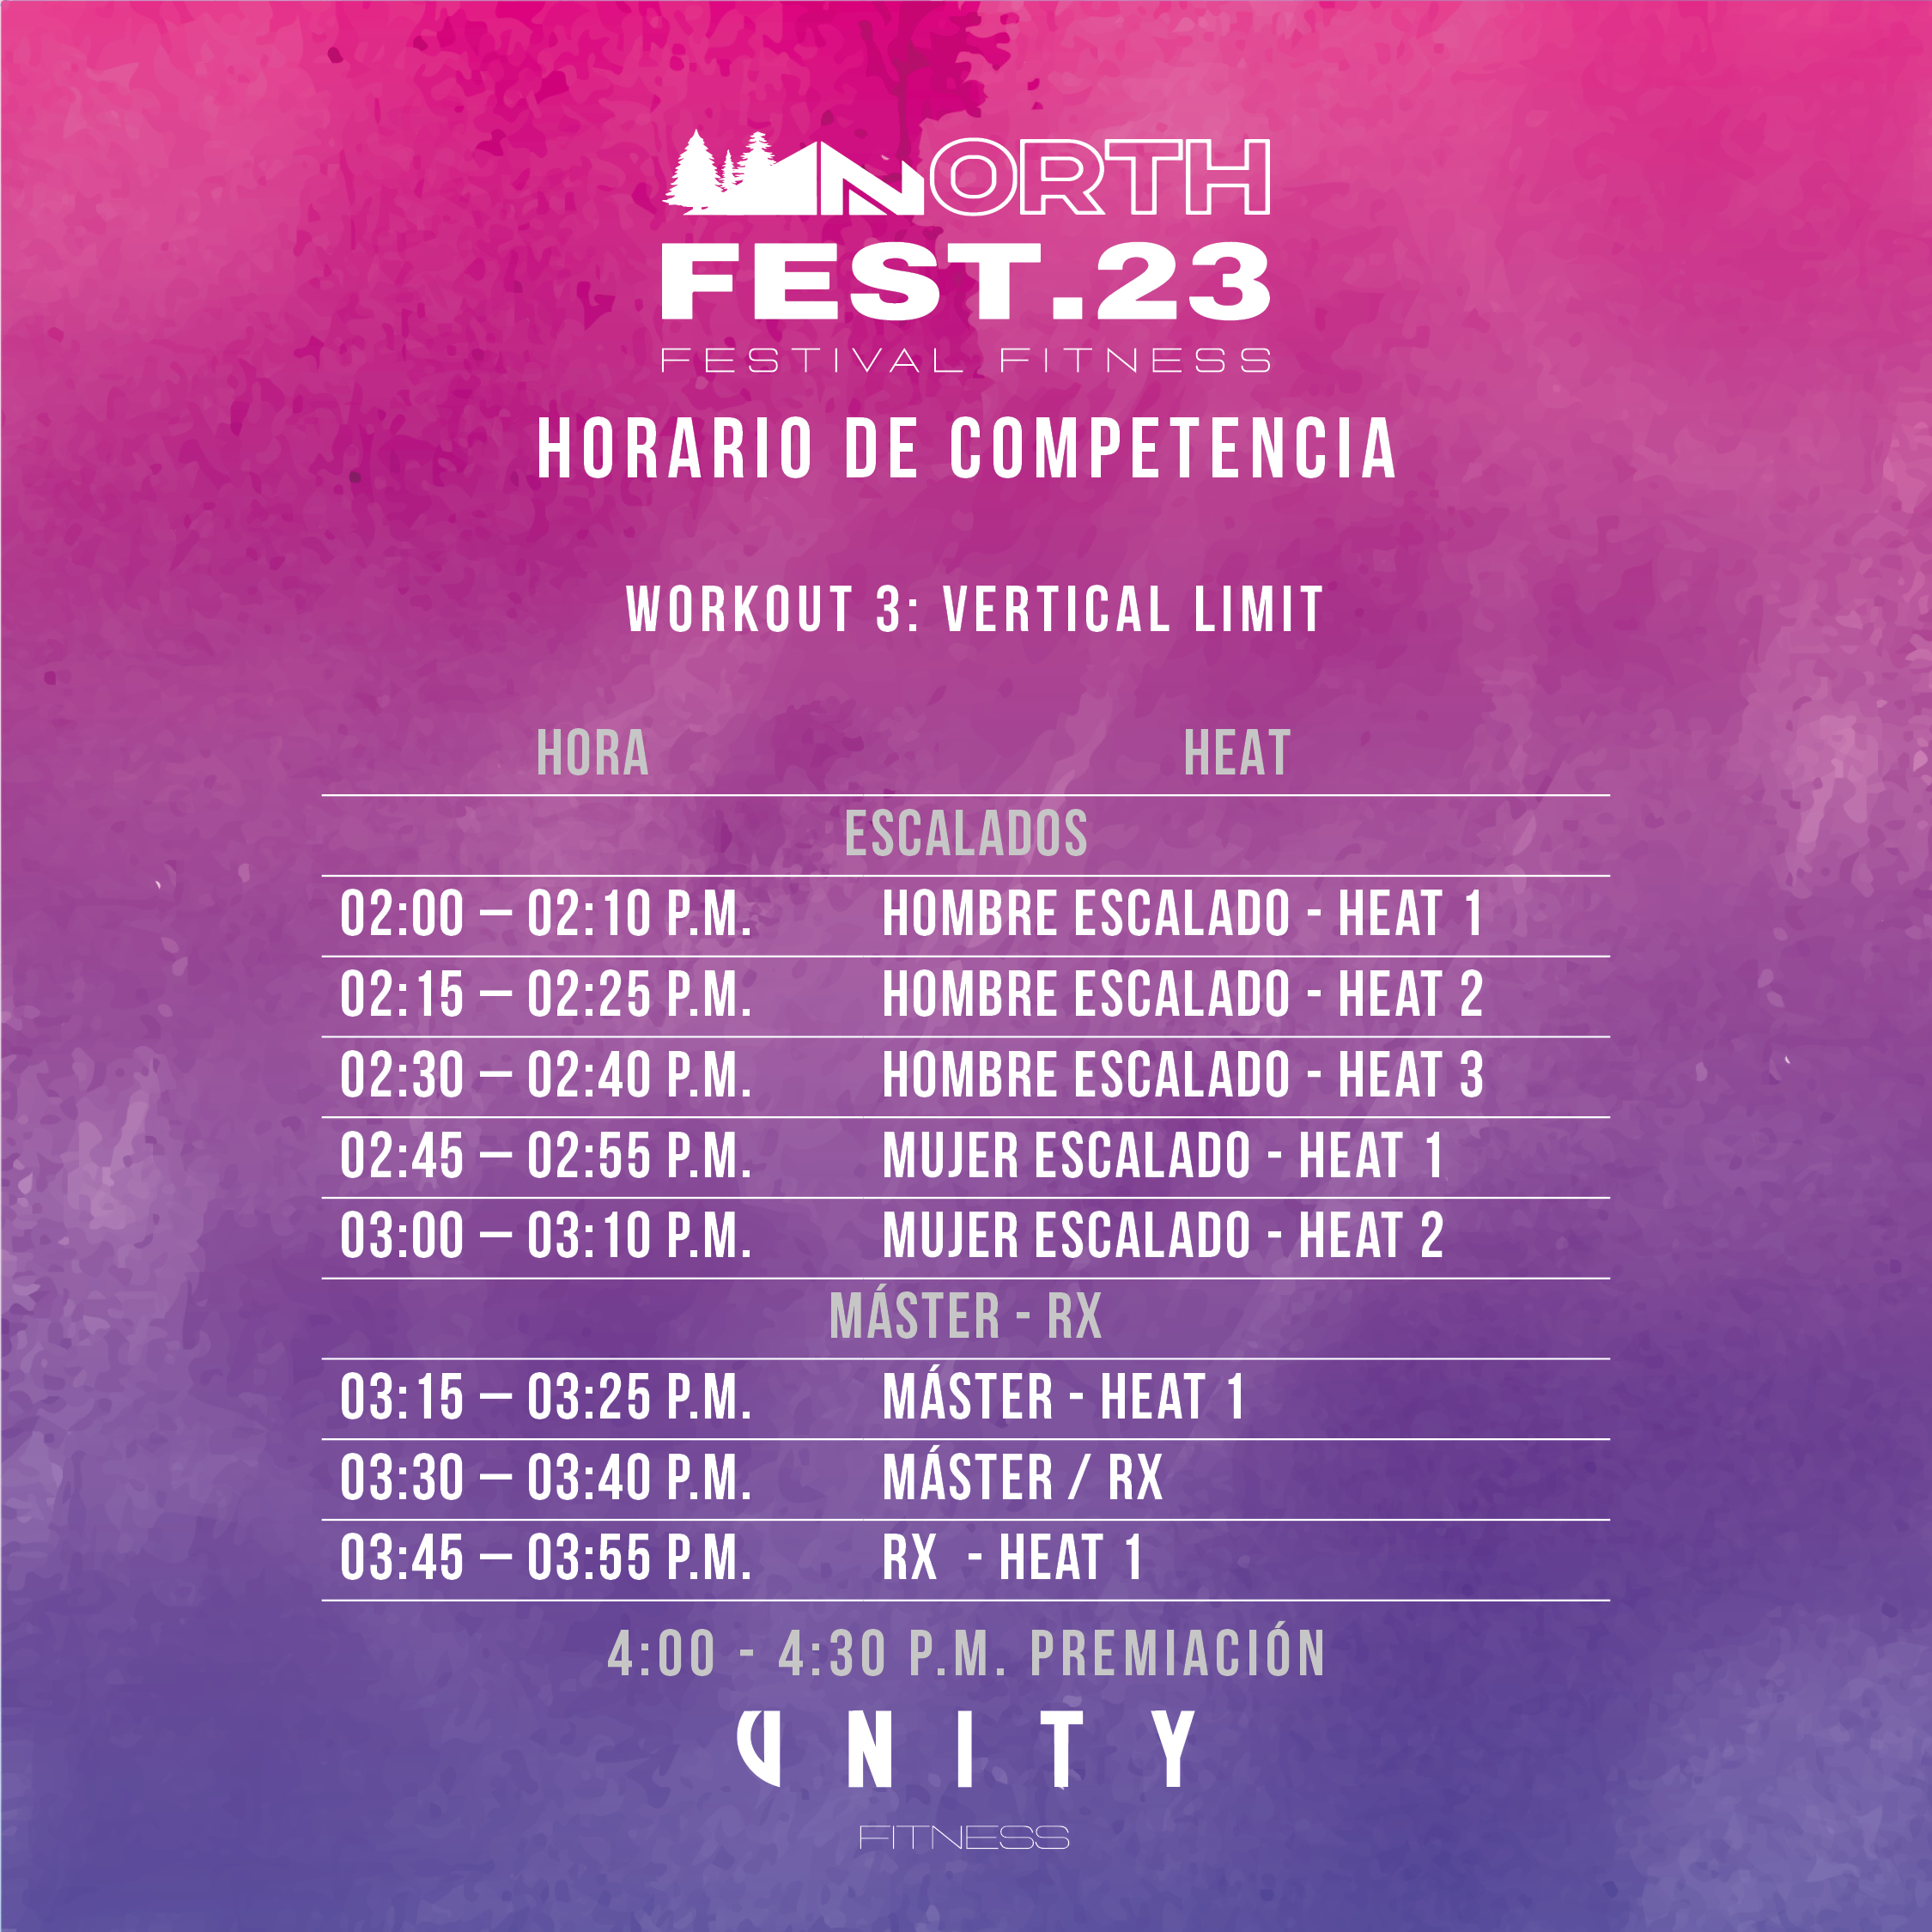 NORTH
FEST.23
FESTIVAL FITNESS
HORARIO DE COMPETENCIA
WORKOUT 3: VERTICAL LIMIT
HORA HEAT
ESCALADOS
02:00 – 02:10 P.M. HOMBRE ESCALADO - HEAT 1
02:15 – 02:25 P.M. HOMBRE ESCALADO - HEAT 2
02:30 – 02:40 P.M. HOMBRE ESCALADO - HEAT 3
02:45 – 02:55 P.M. MUJER ESCALADO - HEAT 1
03:00 – 03:10 P.M. MUJER ESCALADO - HEAT 2
MÁSTER - RX
03:15 – 03:25 P.M. MÁSTER - HEAT 1
03:30 – 03:40 P.M. MÁSTER / RX
03:45 – 03:55 P.M. RX - HEAT 1
4:00 - 4:30 P.M. PREMIACIÓN
UNITY
FITNESS